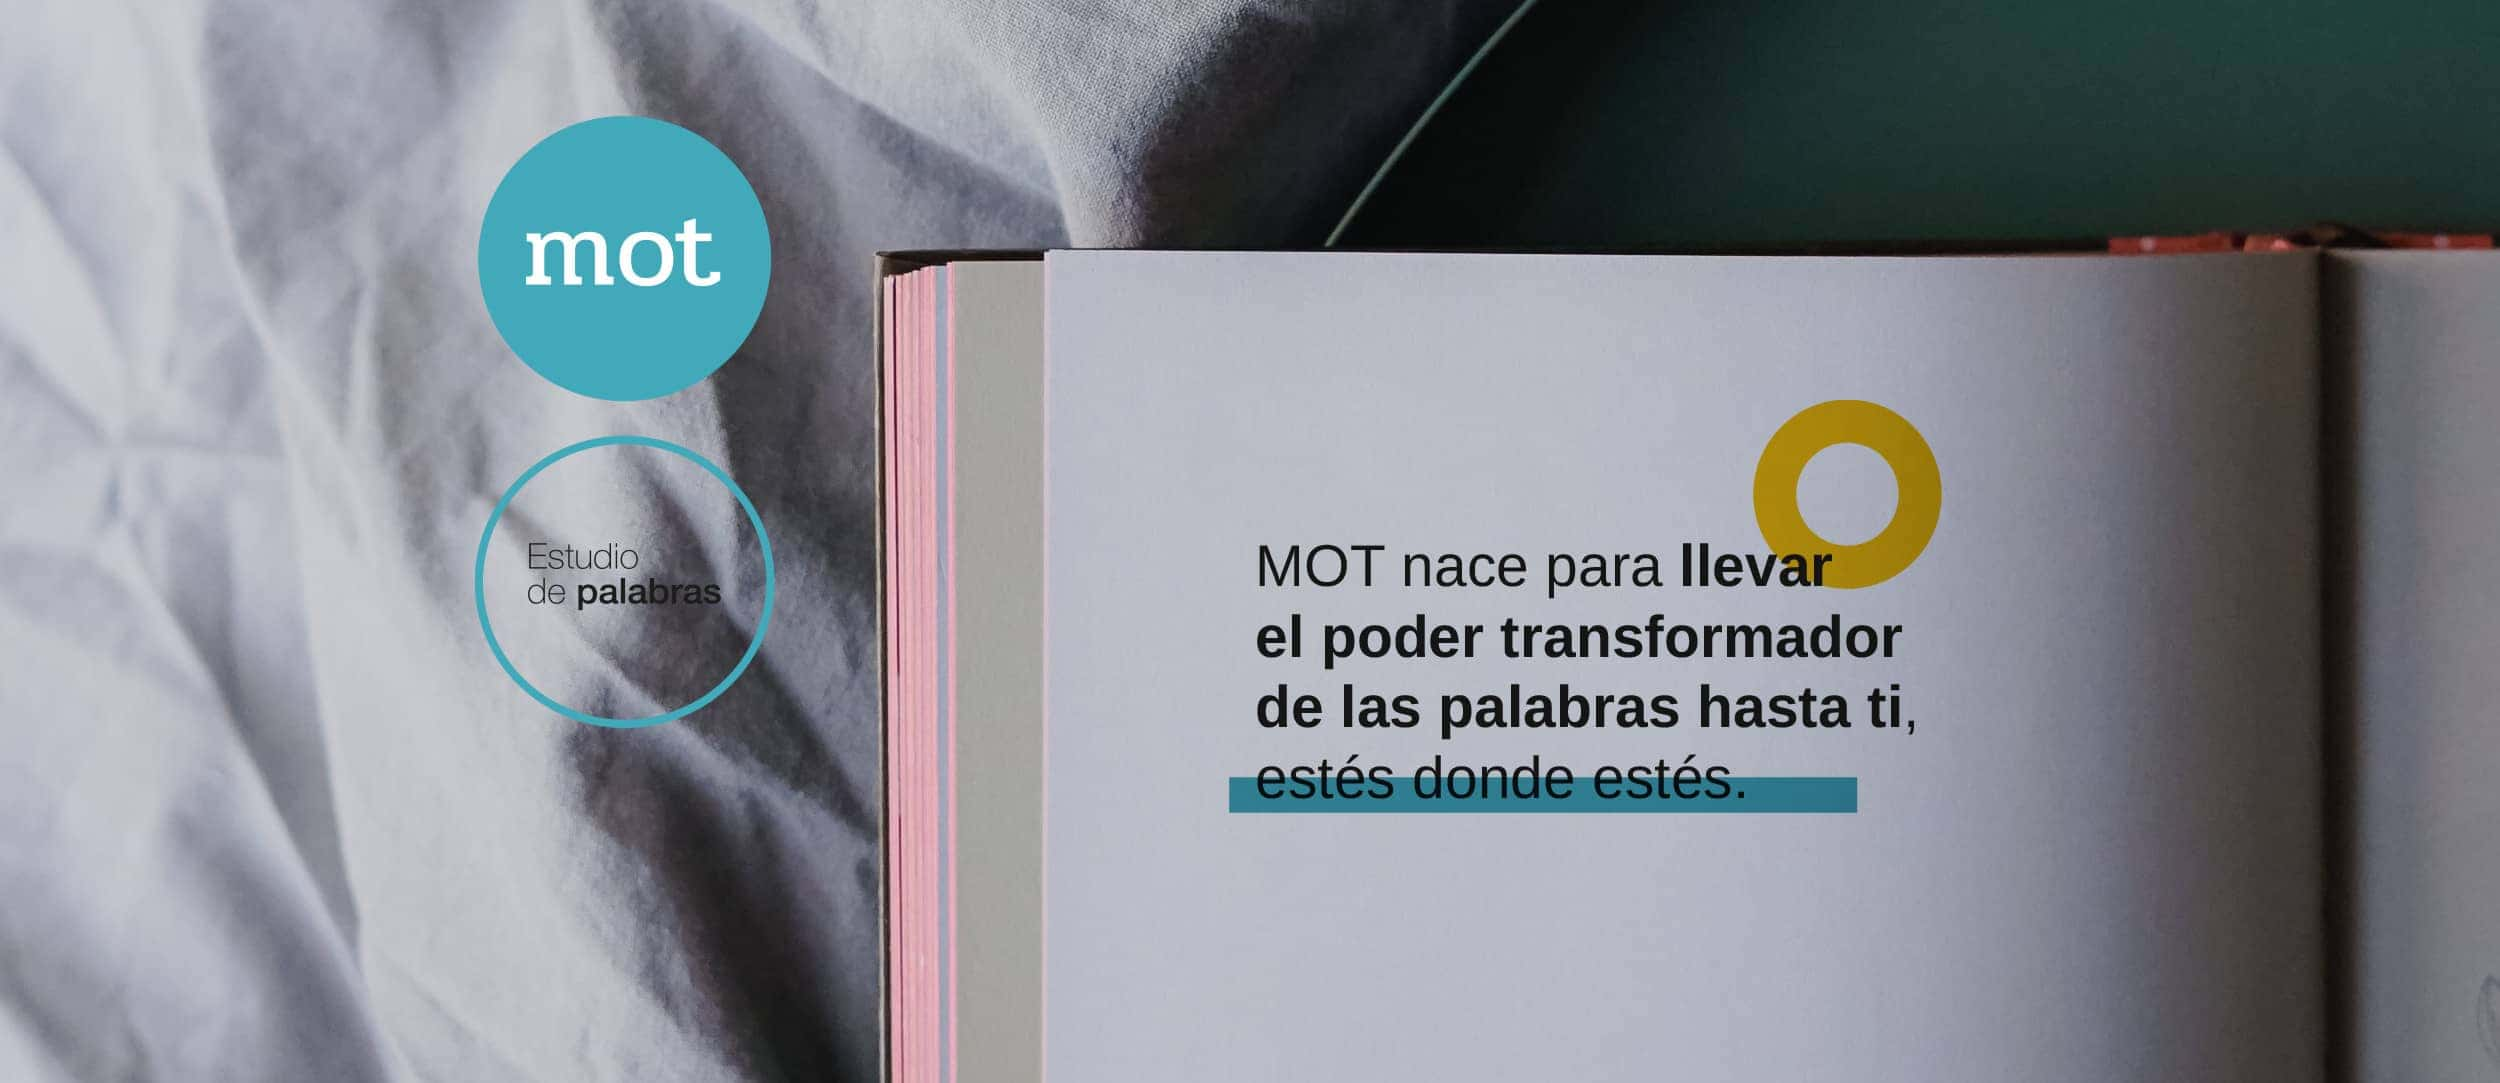 mot
Estudio
de palabras
MOT nace para llevar
el poder transformador
de las palabras hasta ti,
estés donde estés.